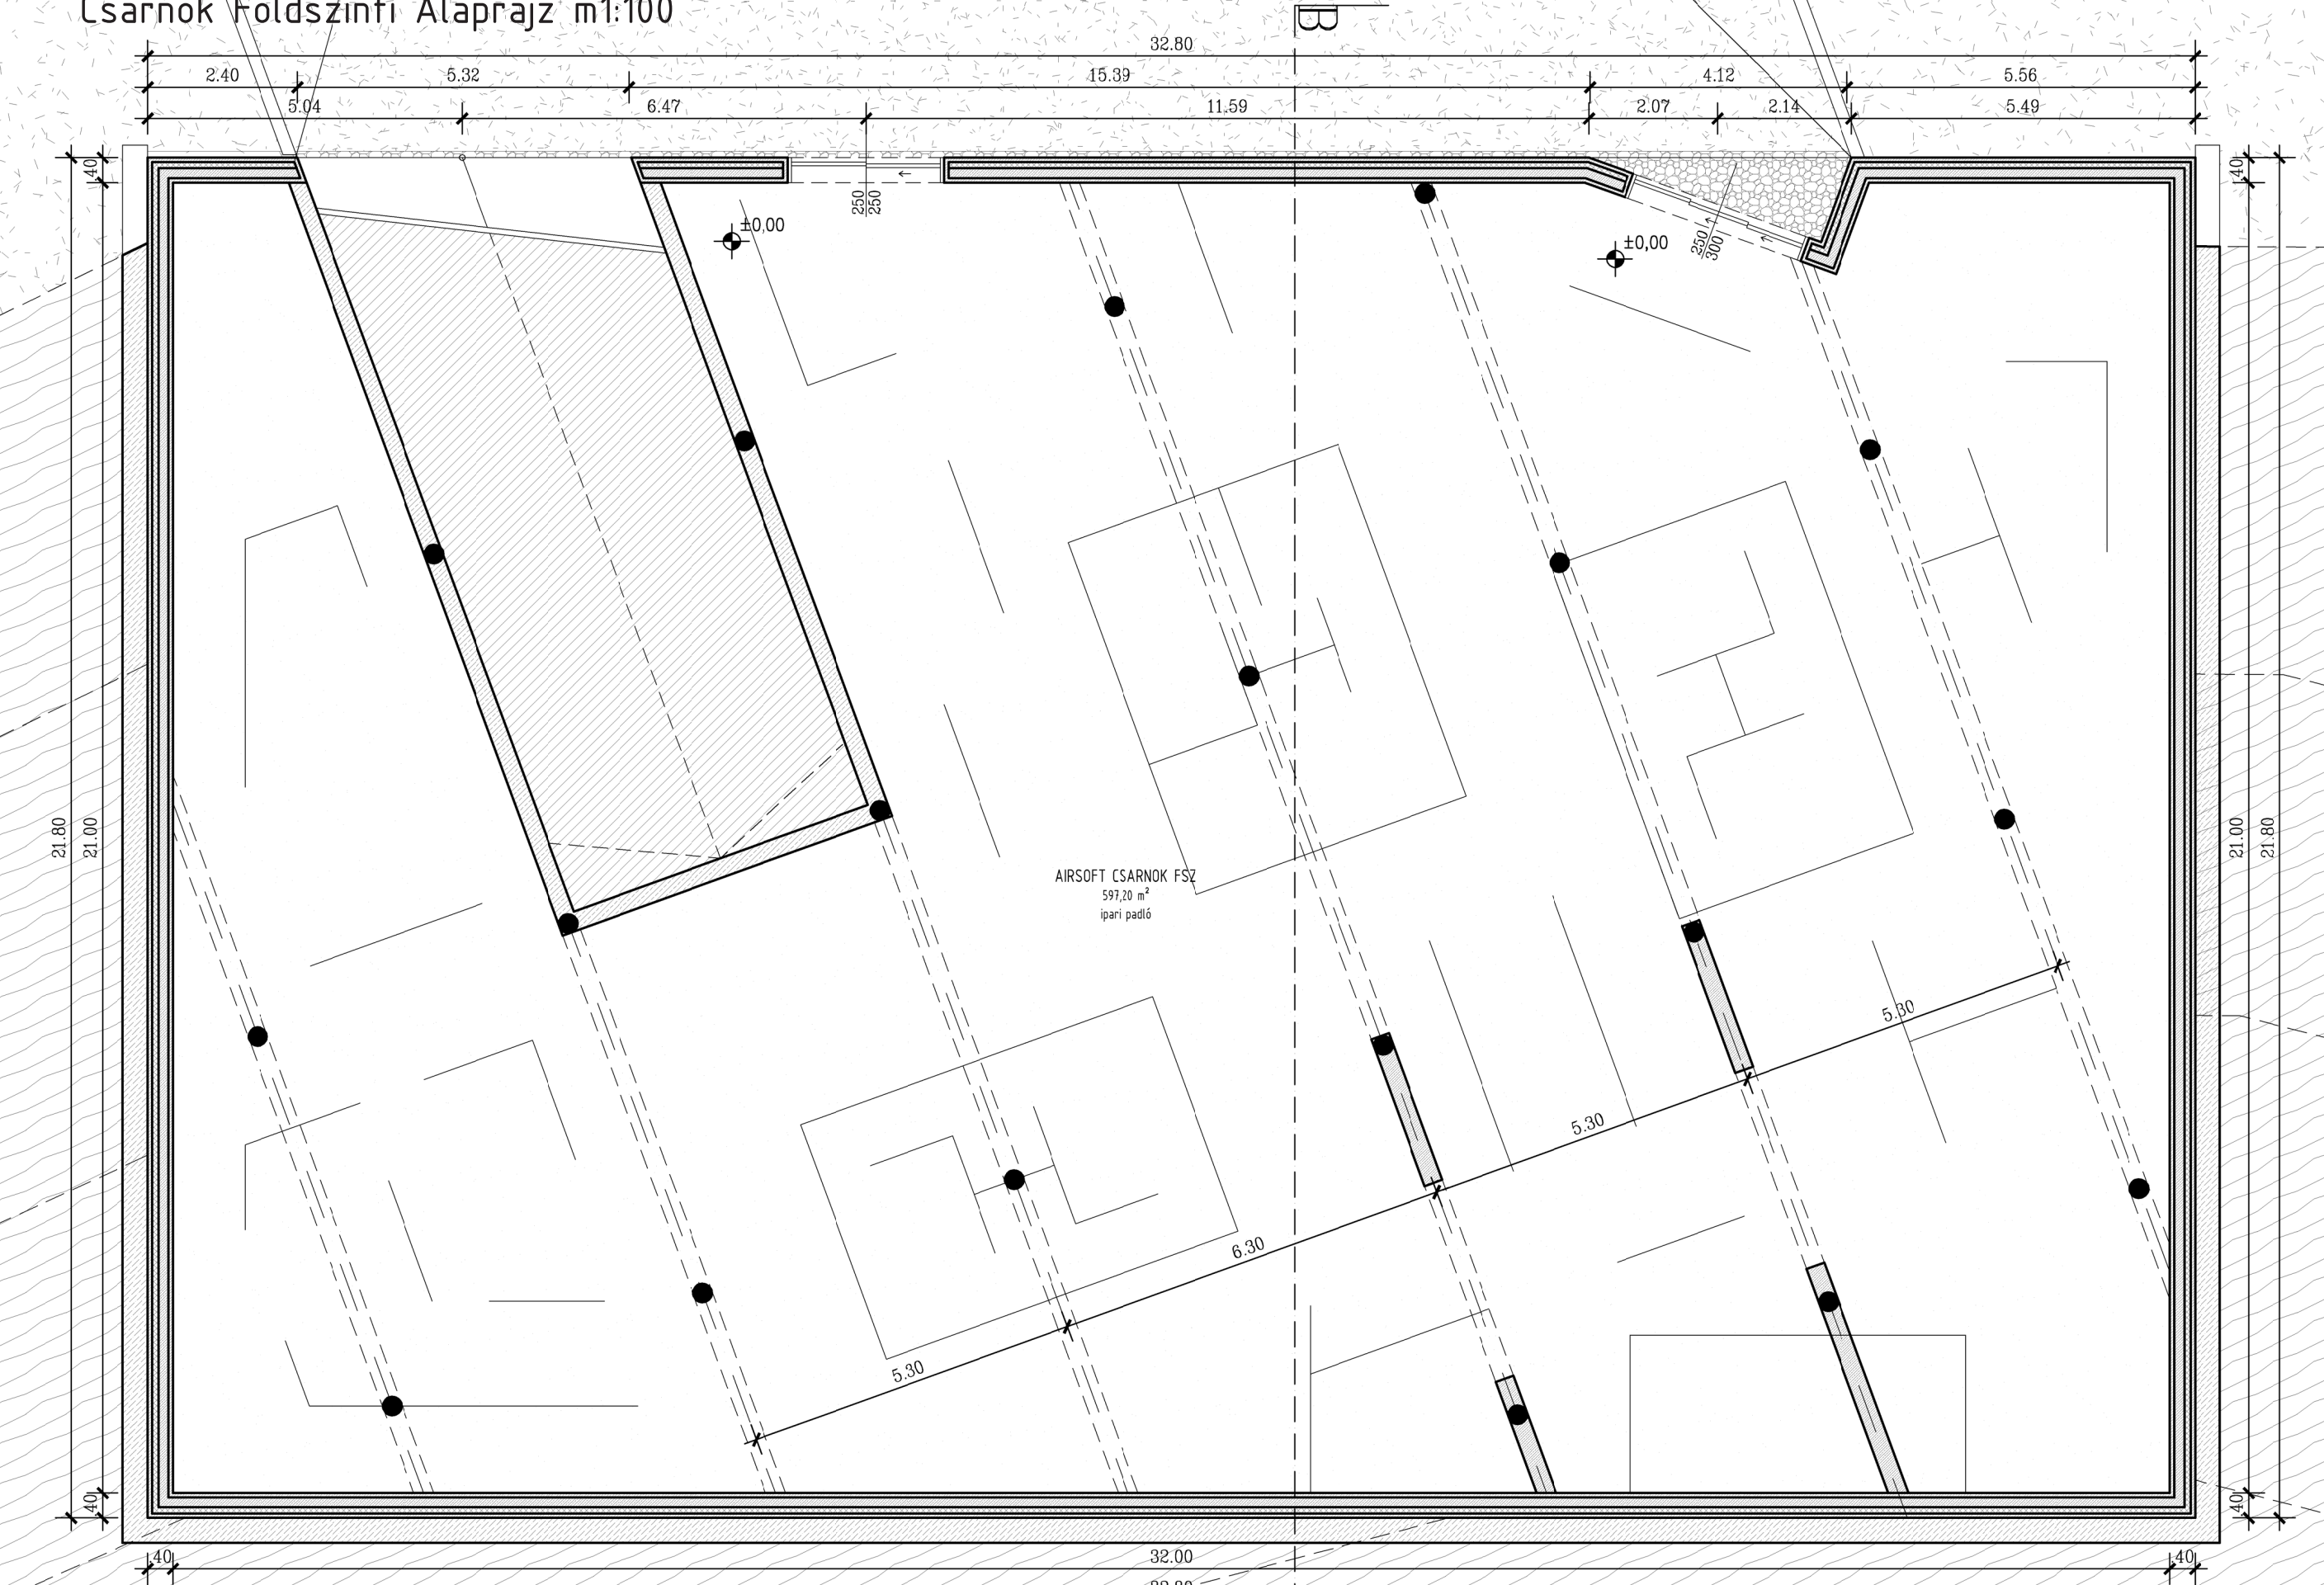 Csarnok Földszinti Alaprajz m1:100
B
32.80
2.40 5.32 15.39 4.12 5.56
5.04 6.47 11.59 2.07 2.14 5.49
40 40
250
250
±0,00
±0,00
250
300
21.80 21.00
21.00 21.80
AIRSOFT CSARNOK FSZ
597,20 m²
ipari padló
5.30
5.30
6.30
5.30
40 40
40 32.00 40